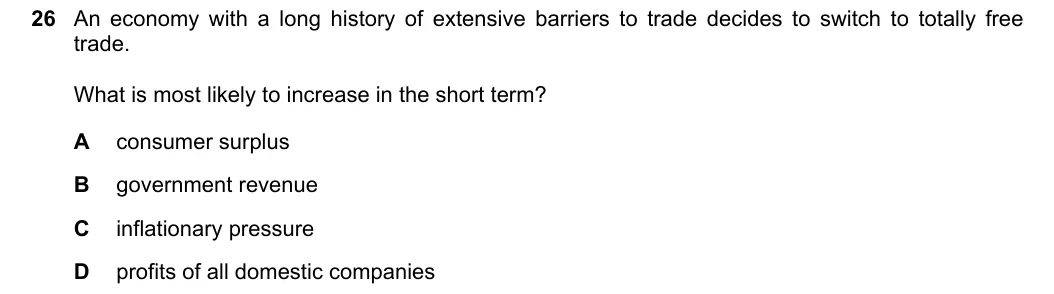 26 An economy with a long history of extensive barriers to trade decides to switch to totally free
trade.
What is most likely to increase in the short term?
A consumer surplus
B government revenue
C inflationary pressure
D profits of all domestic companies